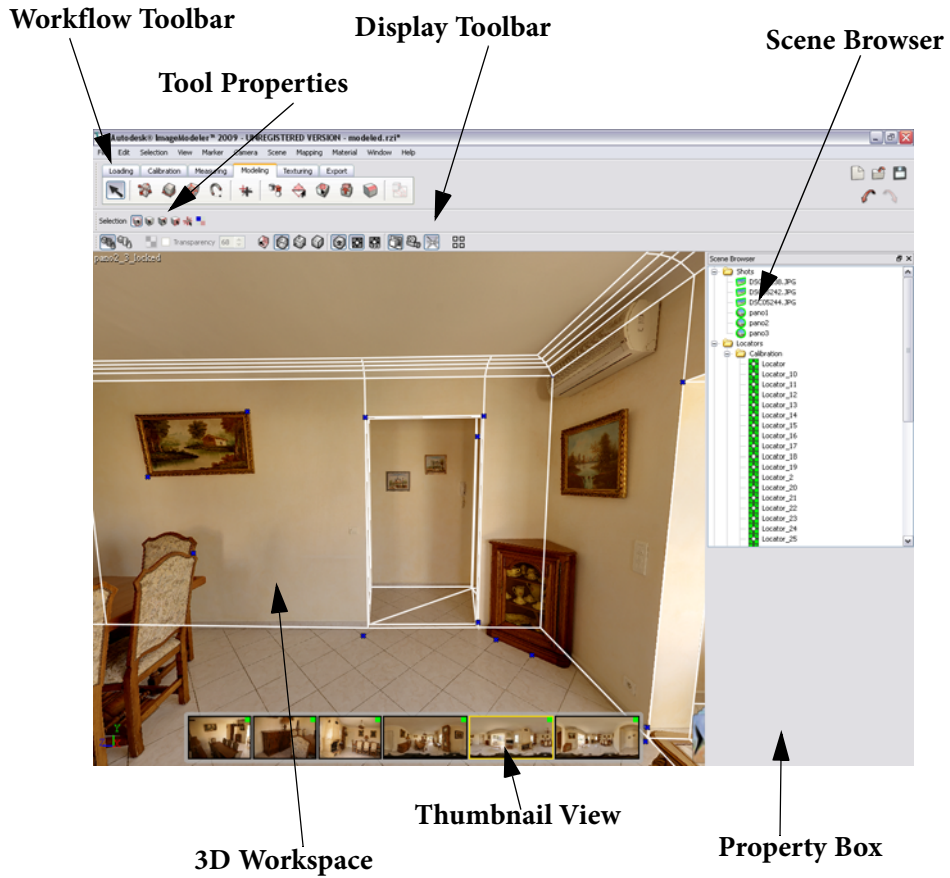 Workflow Toolbar
Display Toolbar
Scene Browser
Tool Properties
Autodesk® ImageModeler™ 2009 - UNREGISTERED VERSION - modeled.rzi*
Edit Selection View Marker Camera Scene Mapping Material Window Help
Loading Calibration Measuring Modeling Texturing Export
Selection
Transparency 68
pano2_3_locked
Scene Browser
Shots
DSC05244.JPG
pano1
pano2
pano3
Locators
Calibration
Locator
Locator_10
Locator_11
Locator_12
Locator_13
Locator_14
Locator_15
Locator_16
Locator_17
Locator_18
Locator_19
Locator_2
Locator_20
Locator_21
Locator_22
Locator_23
Locator_24
Locator_25
Y
Thumbnail View
3D Workspace
Property Box